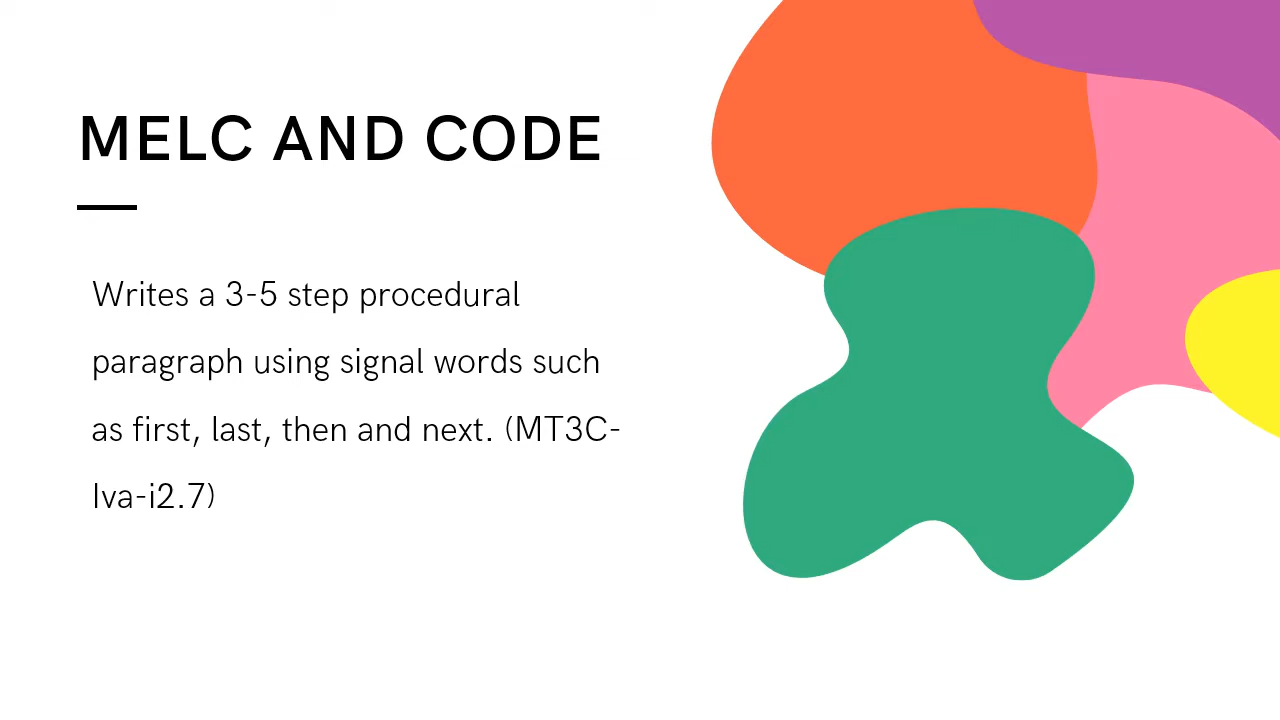 MELC AND CODE
Writes a 3-5 step procedural
paragraph using signal words such
as first, last, then and next. (MT3C-
Iva-i2.7)